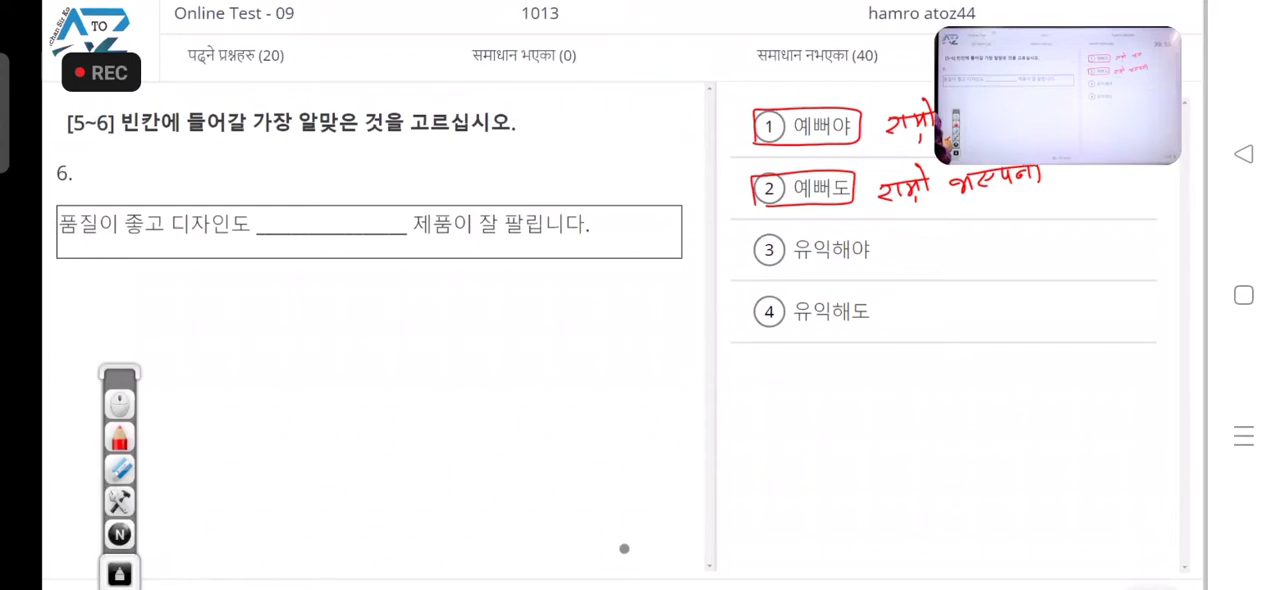 Online Test - 09
1013
hamro atoz44
TO
REC
पढ्ने प्रश्नहरु (20)
समाधान भएका (0)
समाधान नभएका (40)
[5~6] 빈칸에 들어갈 가장 알맞은 것을 고르십시오.
6.
품질이 좋고 디자인도 ______________ 제품이 잘 팔립니다.
1 예뻐야 राम्रो
2 예뻐도 राम्रो भएपनि
3 유익해야
4 유익해도
N